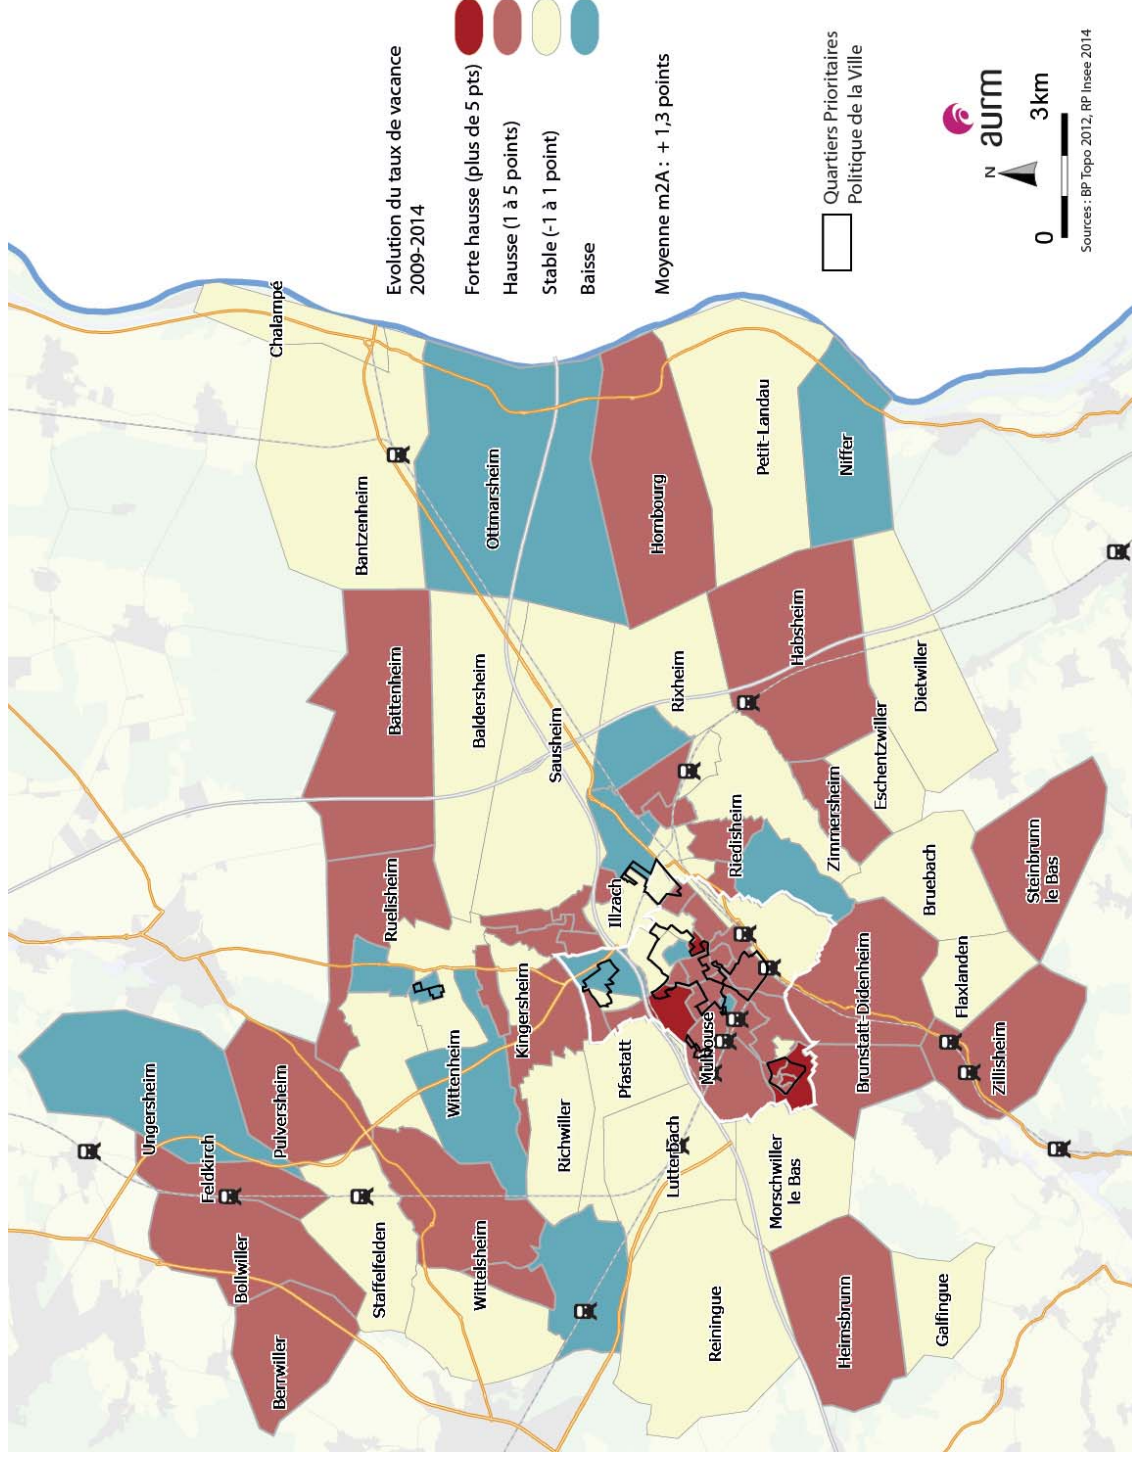 Evolution du taux de vacance
2009-2014
Forte hausse (plus de 5 pts)
Hausse (1 à 5 points)
Stable (-1 à 1 point)
Baisse
Moyenne m2A : + 1,3 points
Quartiers Prioritaires
Politique de la Ville
N
aurm
0
3km
Sources : BP Topo 2012, RP Insee 2014
Ungersheim
Feldkirch
Pulversheim
Bollwiller
Berrwiller
Staffelfelden
Wittelsheim
Wittenheim
Ruelisheim
Battenheim
Bantzenheim
Chalampé
Ottmarsheim
Baldersheim
Sausheim
Kingersheim
Illzach
Richwiller
Pfastatt
Lutterbach
Reiningue
Morschwiller
le Bas
Heimsbrunn
Galfingue
Mulhouse
Riedisheim
Rixheim
Hombourg
Petit-Landau
Niffer
Habsheim
Dietwiller
Eschentzwiller
Zimmersheim
Bruebach
Steinbrunn
le Bas
Flaxlanden
Brunstatt-Didenheim
Zillisheim